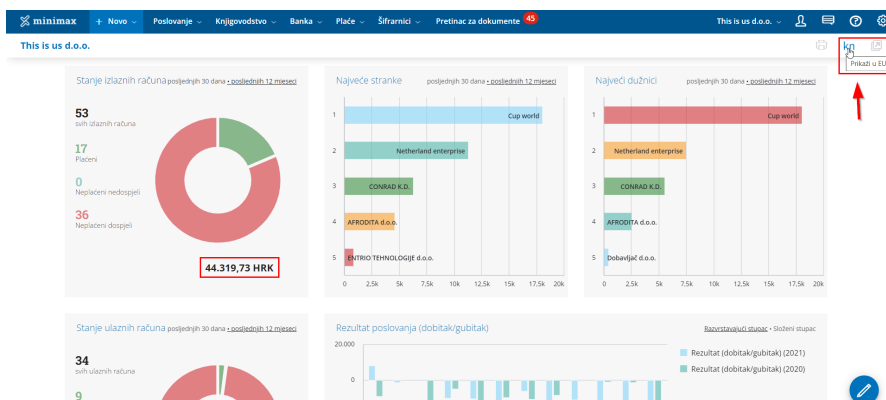 minimax + Novo Poslovanje Knjigovodstvo Banka Plaće Šifrarnici Pretinac za dokumente 45 This is us d.o.o.
This is us d.o.o. kn
Prikaži u EU
Stanje izlaznih računa posljednjih 30 dana • posljednjih 12 mjeseci
53
svih izlaznih računa
17
Plaćeni
0
Neplaćeni nedospjeli
36
Neplaćeni dospjeli
44.319,73 HRK
Najveće stranke posljednjih 30 dana • posljednjih 12 mjeseci
1 Cup world
2 Netherland enterprise
3 CONRAD K.D.
4 AFRODITA d.o.o.
5 ENTRIO TEHNOLOGIJE d.o.o.
0 2,5k 5k 7,5k 10k 12,5k 15k 17,5k 20k
Najveći dužnici posljednjih 30 dana • posljednjih 12 mjeseci
1 Cup world
2 Netherland enterprise
3 CONRAD K.D.
4 AFRODITA d.o.o.
5 Dobavljač d.o.o.
0 2,5k 5k 7,5k 10k 12,5k 15k 17,5k 20k
Stanje ulaznih računa posljednjih 30 dana • posljednjih 12 mjeseci
34
svih ulaznih računa
9
Rezultat poslovanja (dobitak/gubitak) Razvrstavajući stupac • Složeni stupac
20.000
0
Rezultat (dobitak/gubitak) (2021)
Rezultat (dobitak/gubitak) (2020)